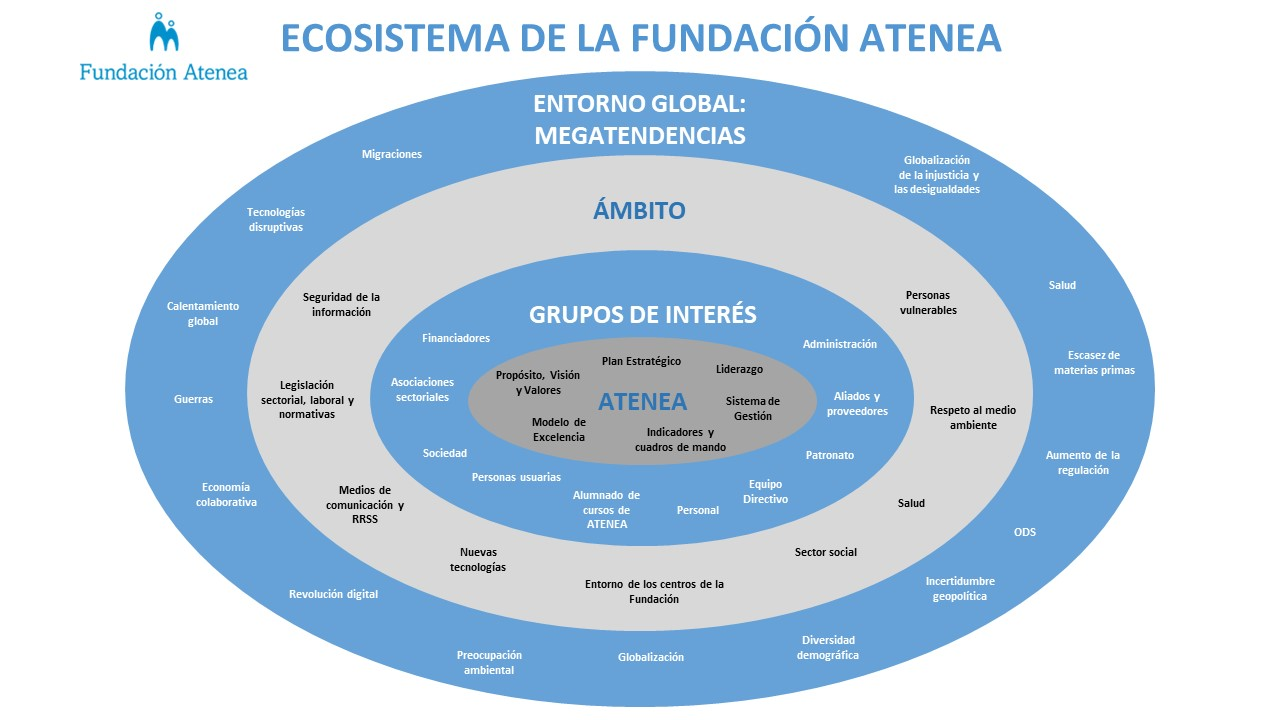 ECOSISTEMA DE LA FUNDACIÓN ATENEA
Fundación Atenea
ENTORNO GLOBAL:
MEGATENDENCIAS
Migraciones
Globalización
de la injusticia y
las desigualdades
Tecnologías
disruptivas
Salud
Calentamiento
global
Escasez de
materias primas
Guerras
Aumento de la
regulación
Economía
colaborativa
ODS
Incertidumbre
geopolítica
Revolución digital
Diversidad
demográfica
Preocupación
ambiental
Globalización
ÁMBITO
Seguridad de la
información
Personas
vulnerables
Legislación
sectorial, laboral y
normativas
Respeto al medio
ambiente
Medios de
comunicación y
RRSS
Salud
Nuevas
tecnologías
Sector social
Entorno de los centros de la
Fundación
GRUPOS DE INTERÉS
Financiadores
Administración
Asociaciones
sectoriales
Aliados y
proveedores
Sociedad
Patronato
Personas usuarias
Equipo
Directivo
Alumnado de
cursos de
ATENEA
Personal
Plan Estratégico
Propósito, Visión
y Valores
Liderazgo
ATENEA
Sistema de
Gestión
Modelo de
Excelencia
Indicadores y
cuadros de mando